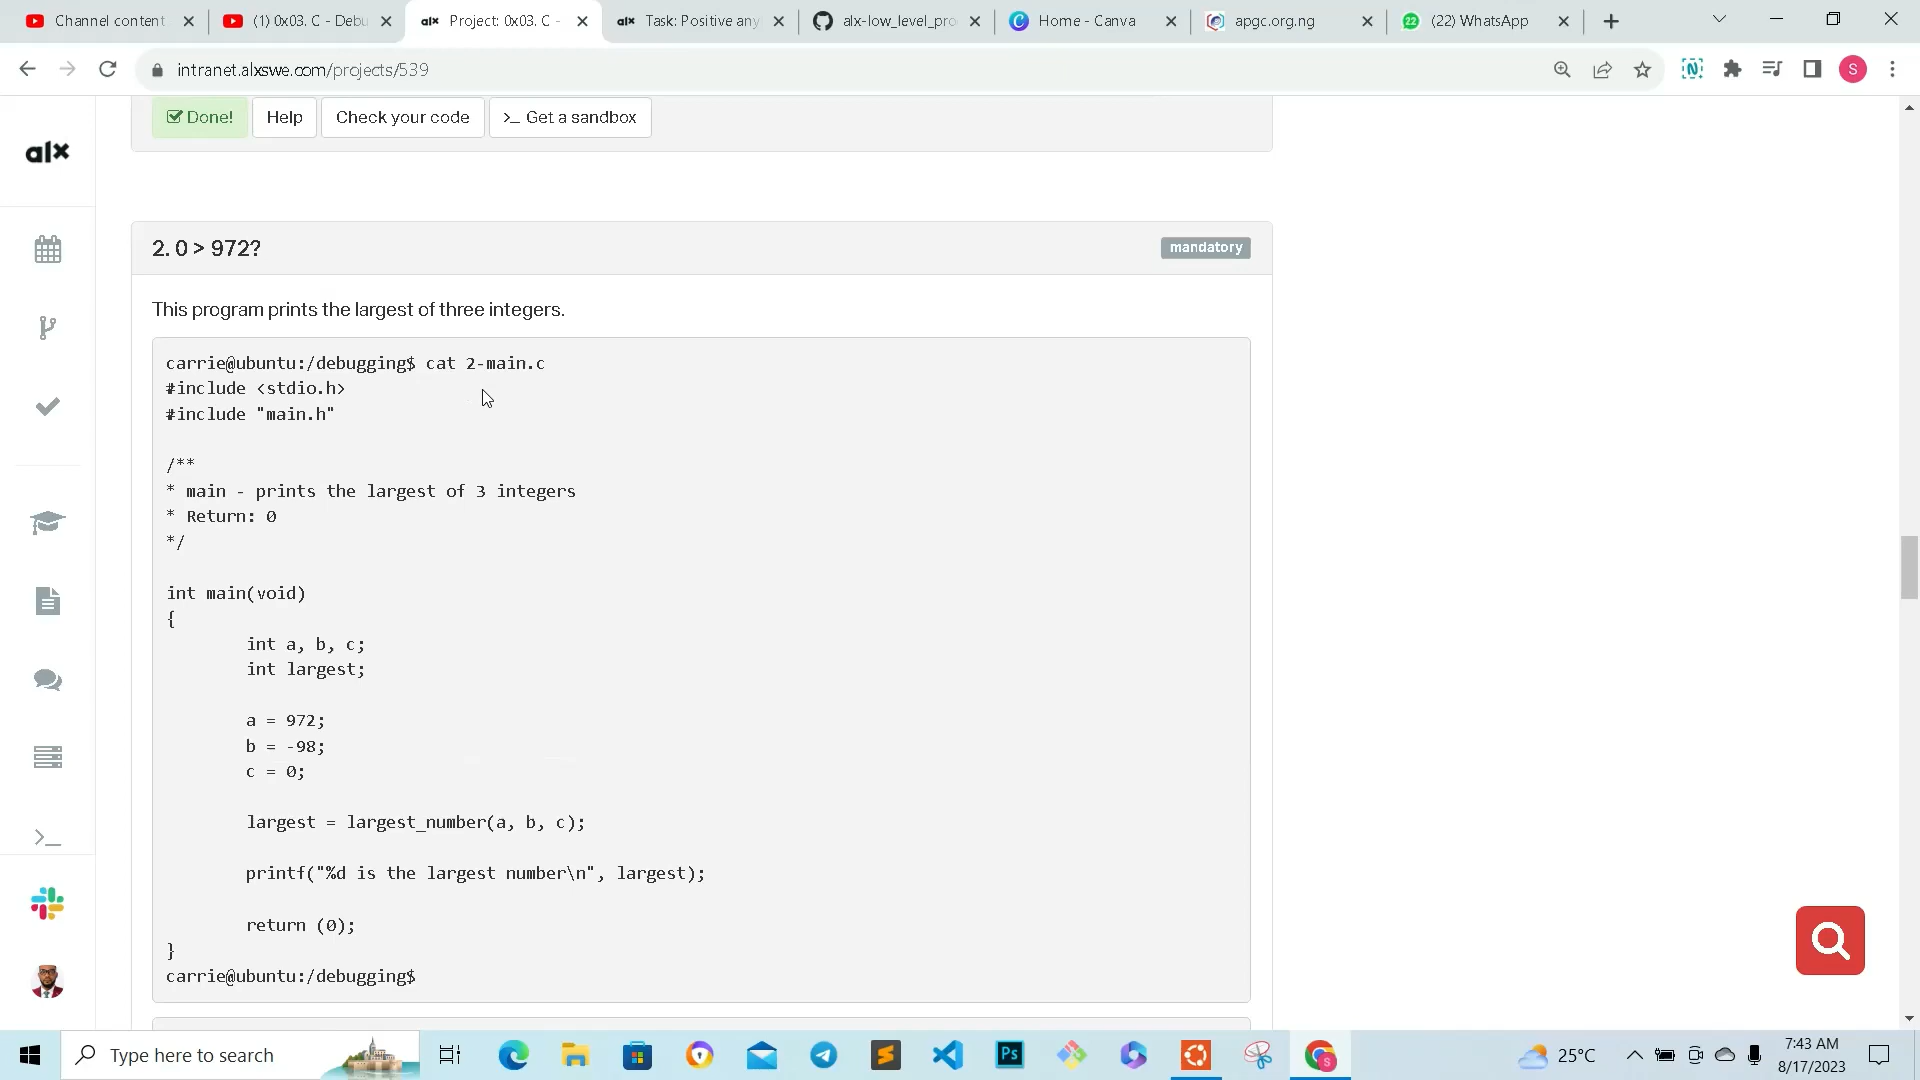 Channel content
(1) 0x03. C - Debu
alx Project: 0x03. C -
alx Task: Positive any
alx-low_level_pro
Home - Canva
apgc.org.ng
22 (22) WhatsApp
intranet.alxswe.com/projects/539
N
S
alx
Done!
Help
Check your code
>_ Get a sandbox
2. 0 > 972?
mandatory
This program prints the largest of three integers.
carrie@ubuntu:/debugging$ cat 2-main.c
#include <stdio.h>
#include "main.h"
/**
* main - prints the largest of 3 integers
* Return: 0
*/
int main(void)
{
int a, b, c;
int largest;
a = 972;
b = -98;
c = 0;
largest = largest_number(a, b, c);
printf("%d is the largest number\n", largest);
return (0);
}
carrie@ubuntu:/debugging$
Type here to search
Ps
S
25°C
7:43 AM
8/17/2023